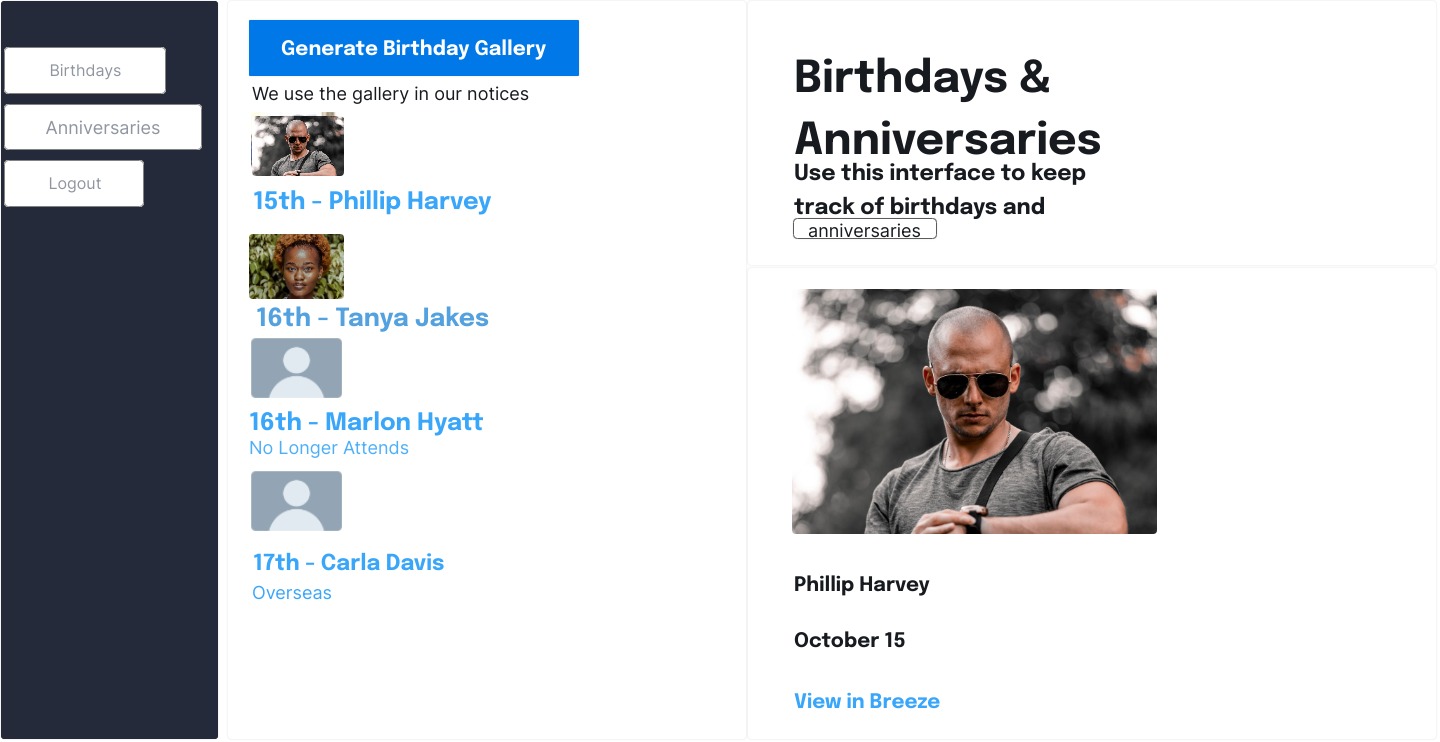 Birthdays
Anniversaries
Logout
Generate Birthday Gallery
We use the gallery in our notices
15th - Phillip Harvey
16th - Tanya Jakes
16th - Marlon Hyatt
No Longer Attends
17th - Carla Davis
Overseas
Birthdays &
Anniversaries
Use this interface to keep
track of birthdays and
anniversaries
Phillip Harvey
October 15
View in Breeze